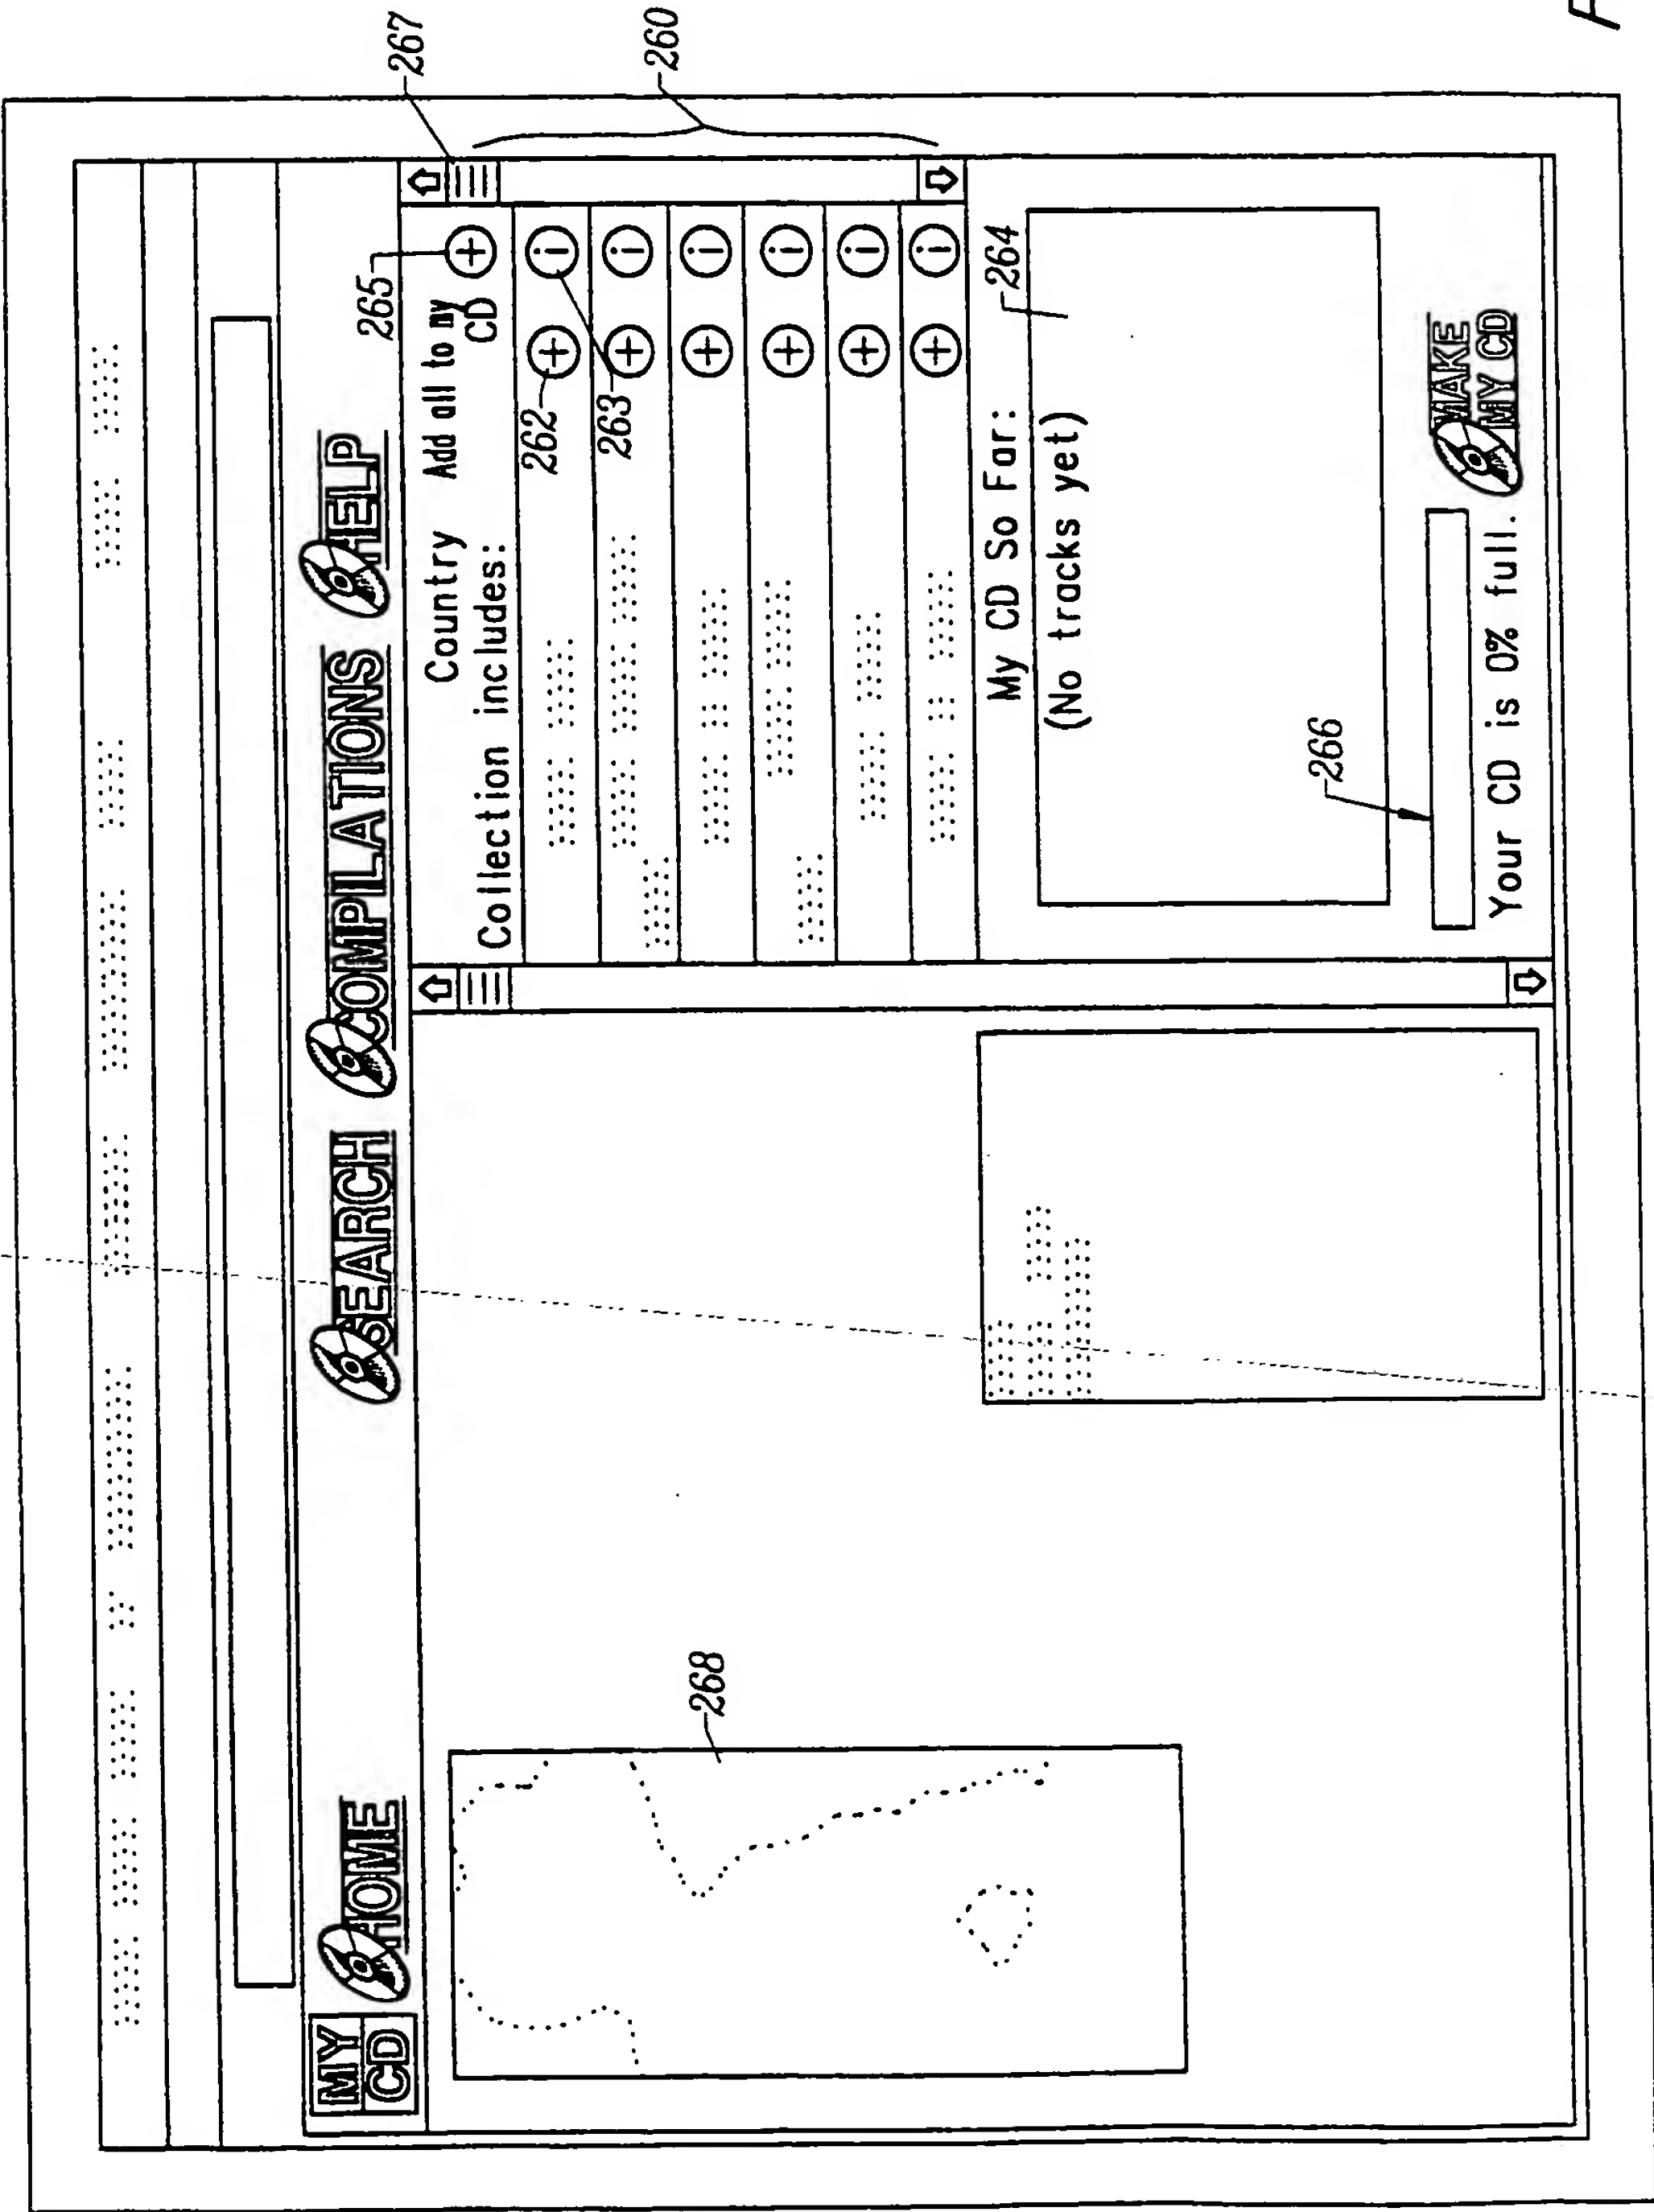 MY
CD
HOME
SEARCH
COMPILATIONS
HELP
Country
Collection includes:
Add all to my
CD
265
267
260
262
263
268
My CD So Far:
(No tracks yet)
264
266
Your CD is 0% full.
MAKE
MY CD